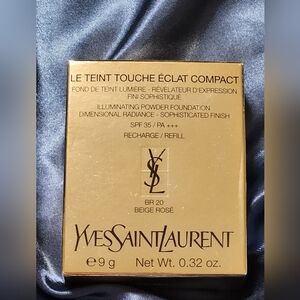 LE TEINT TOUCHE ÉCLAT COMPACT
FOND DE TEINT LUMIÈRE - RÉVÉLATEUR D'EXPRESSION
FINI SOPHISTIQUÉ
ILLUMINATING POWDER FOUNDATION
DIMENSIONAL RADIANCE - SOPHISTICATED FINISH
SPF 35 / PA +++
RECHARGE / REFILL
YSL
BR 20
BEIGE ROSÉ
YVESSAINTLAURENT
℮ 9 g Net Wt. 0.32 oz.